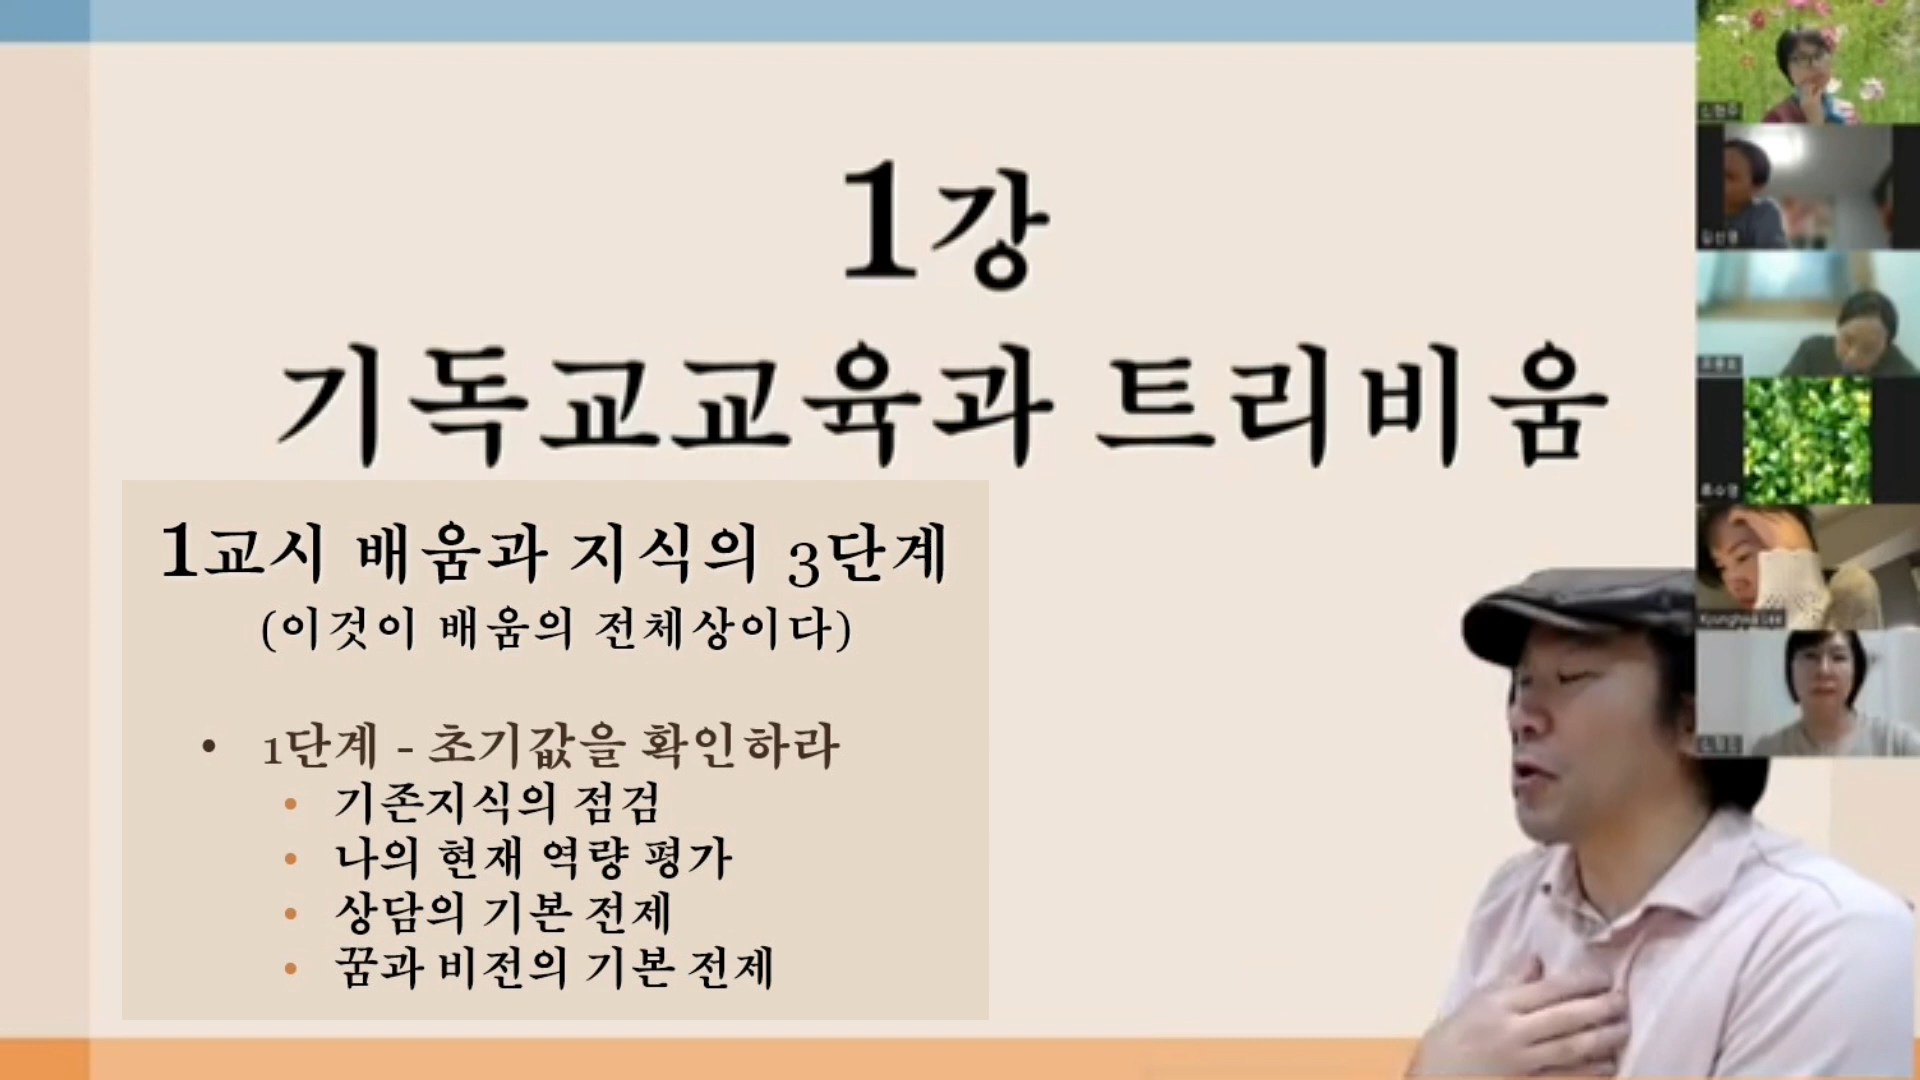 1강
기독교교육과 트리비움
1교시 배움과 지식의 3단계
(이것이 배움의 전체상이다)
• 1단계 - 초기값을 확인하라
• 기존지식의 점검
• 나의 현재 역량 평가
• 상담의 기본 전제
• 꿈과 비전의 기본 전제